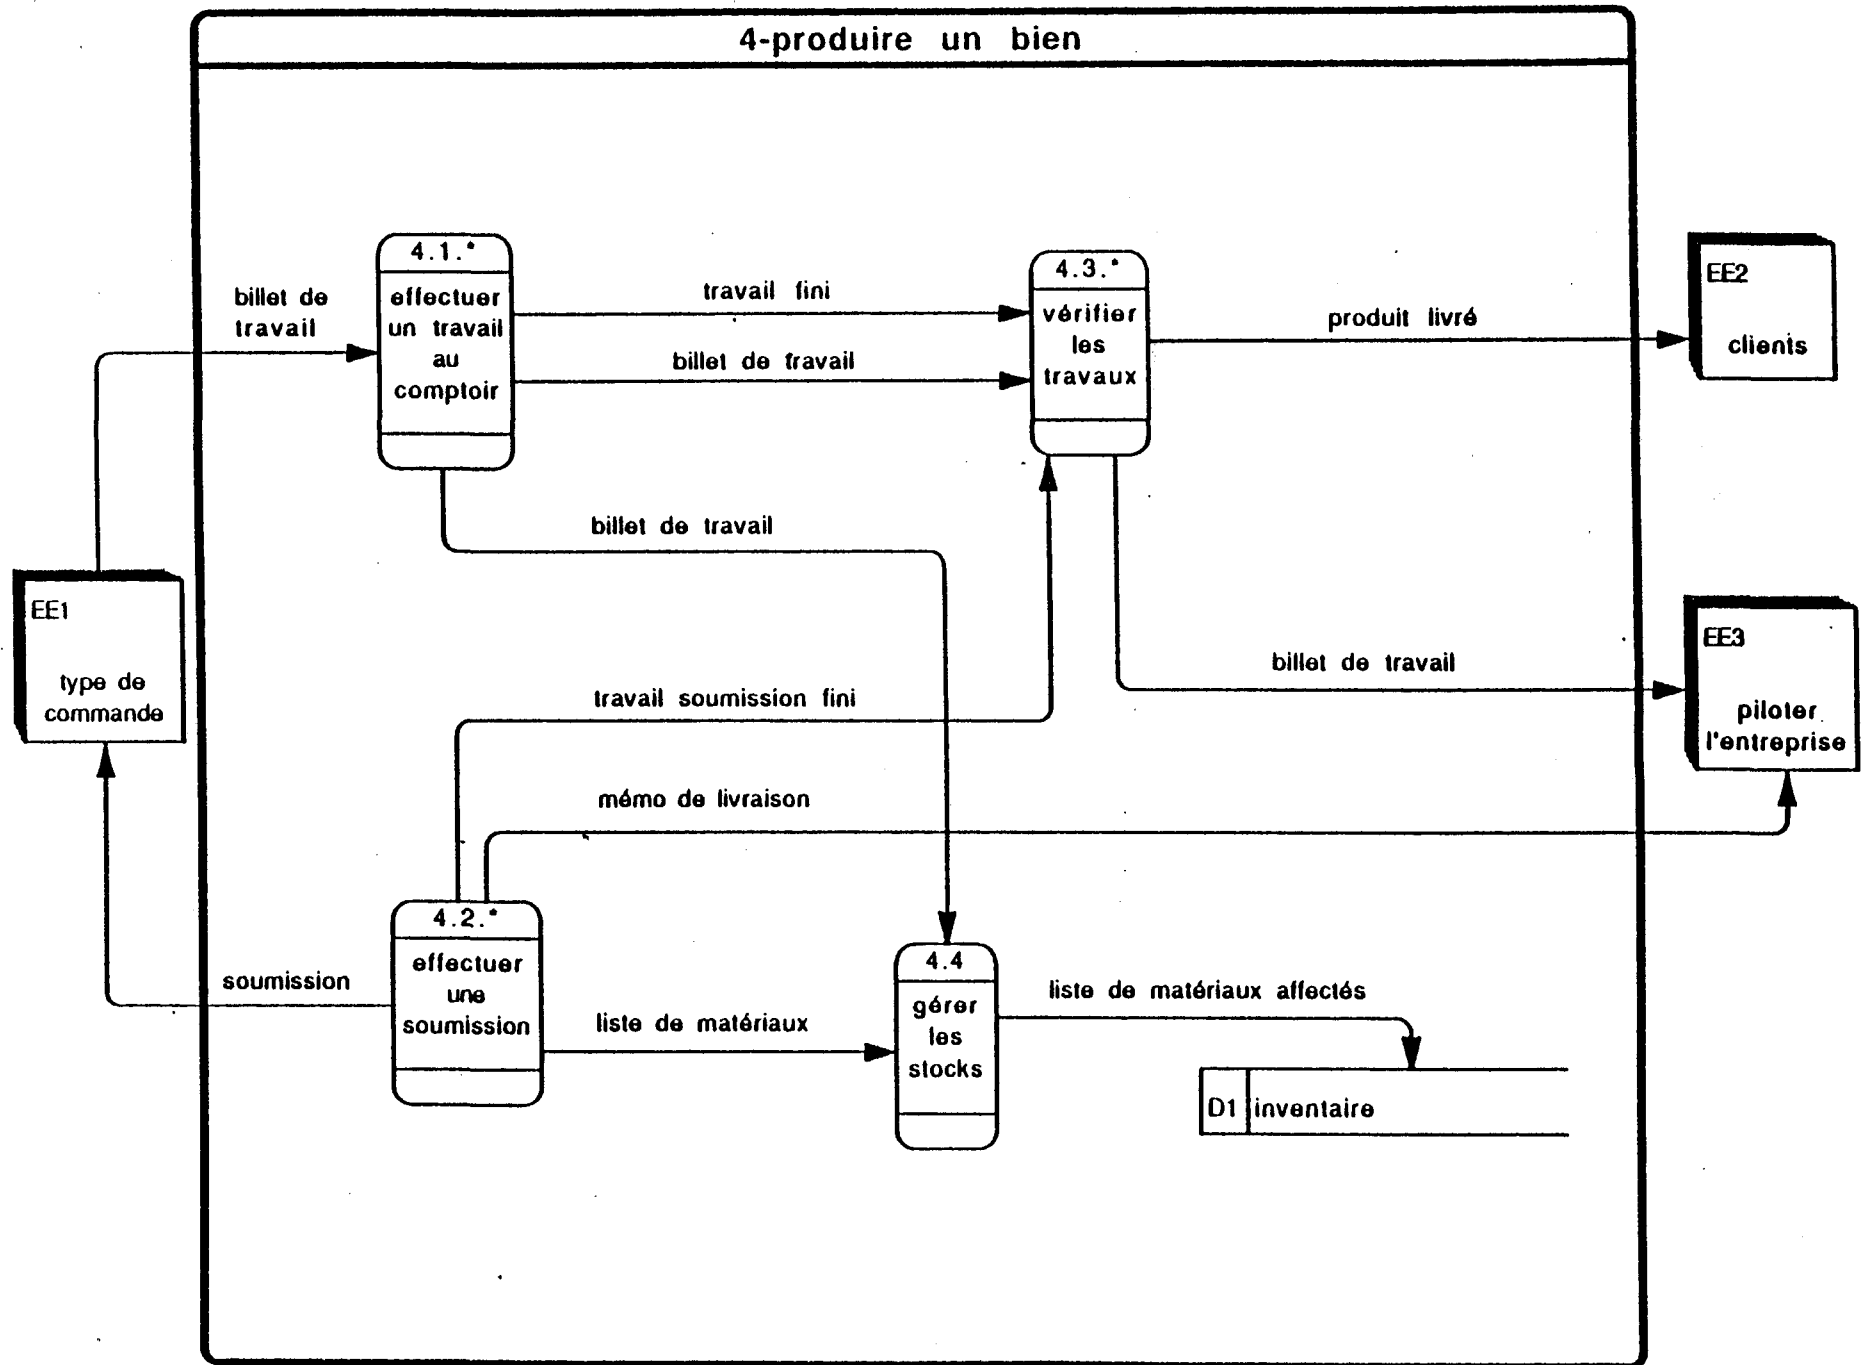 4-produire un bien
4.1.*
effectuer
un travail
au
comptoir
billet de
travail
travail fini
billet de travail
4.3.*
vérifier
les
travaux
produit livré
EE2
clients
billet de travail
EE1
type de
commande
travail soumission fini
billet de travail
EE3
piloter
l'entreprise
mémo de livraison
4.2.*
effectuer
une
soumission
soumission
liste de matériaux
4.4
gérer
les
stocks
liste de matériaux affectés
D1 inventaire